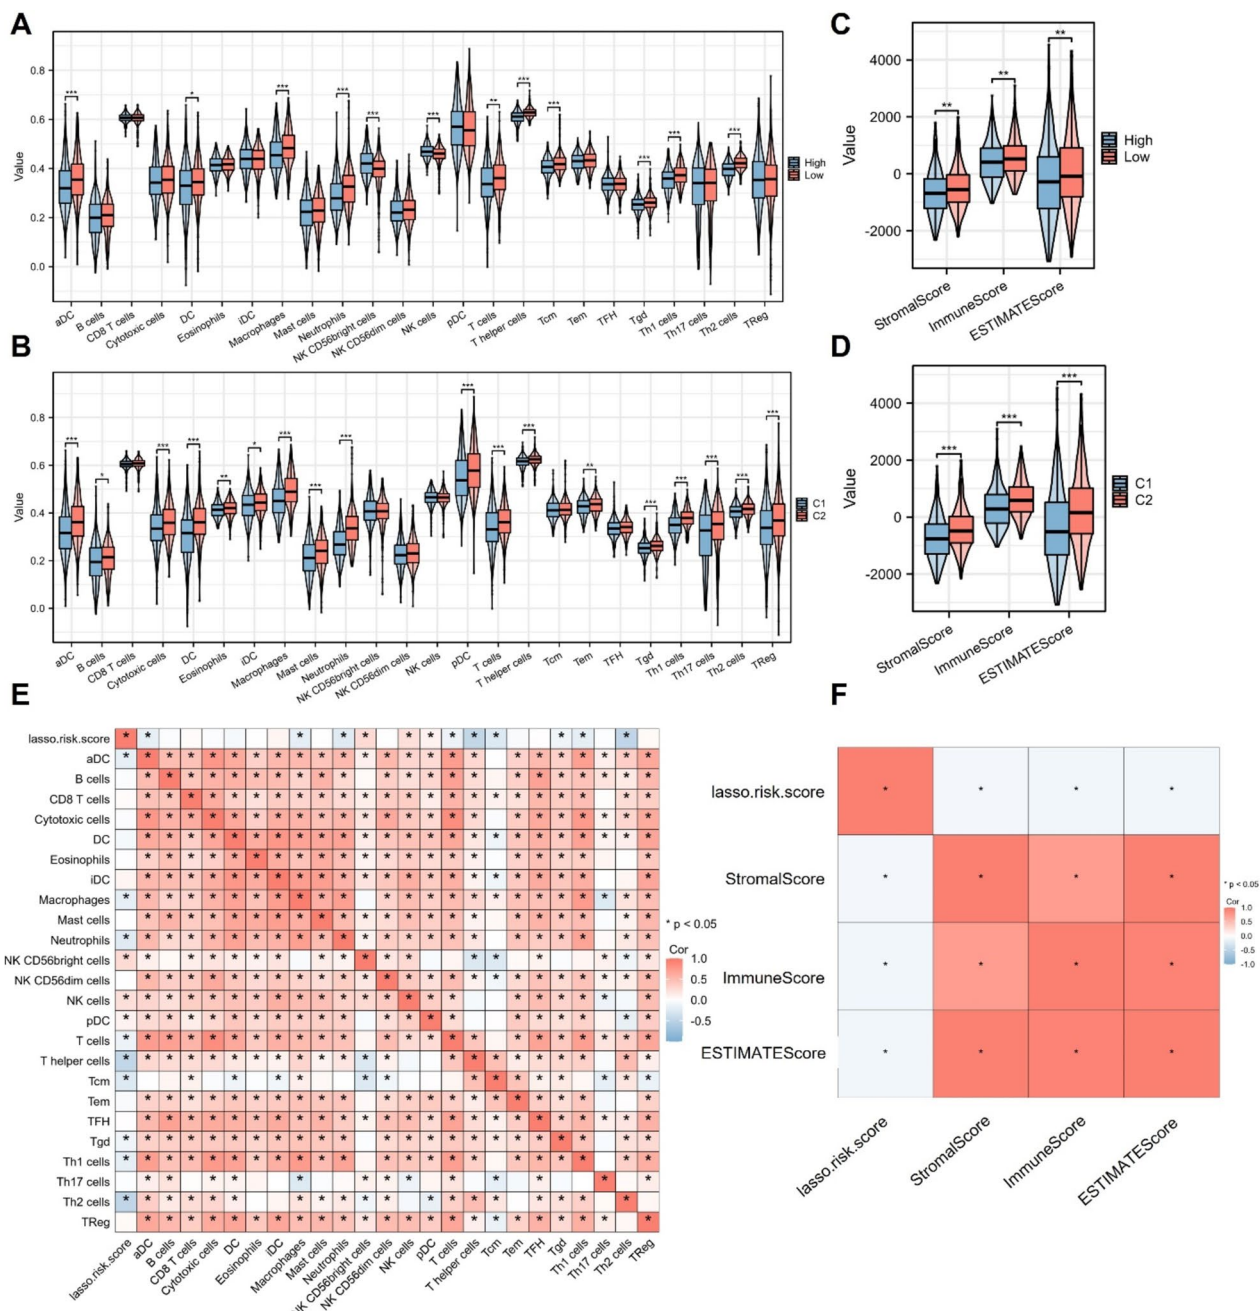 A
Value
0.8
0.6
0.4
0.2
0.0
*** * *** *** *** *** ** *** *** *** *** ***
aDC
B cells
CD8 T cells
Cytotoxic cells
DC
Eosinophils
iDC
Macrophages
Mast cells
Neutrophils
NK CD56bright cells
NK CD56dim cells
NK cells
pDC
T cells
T helper cells
Tcm
Tem
TFH
Tgd
Th1 cells
Th17 cells
Th2 cells
TReg
High
Low
C
Value
4000
2000
0
-2000
** ** **
StromalScore
ImmuneScore
ESTIMATEScore
High
Low
B
Value
0.8
0.6
0.4
0.2
0.0
*** * *** *** ** * *** *** *** *** *** *** ** *** *** *** *** ***
aDC
B cells
CD8 T cells
Cytotoxic cells
DC
Eosinophils
iDC
Macrophages
Mast cells
Neutrophils
NK CD56bright cells
NK CD56dim cells
NK cells
pDC
T cells
T helper cells
Tcm
Tem
TFH
Tgd
Th1 cells
Th17 cells
Th2 cells
TReg
C1
C2
D
Value
4000
2000
0
-2000
*** *** ***
StromalScore
ImmuneScore
ESTIMATEScore
C1
C2
E
lasso.risk.score
aDC
B cells
CD8 T cells
Cytotoxic cells
DC
Eosinophils
iDC
Macrophages
Mast cells
Neutrophils
NK CD56bright cells
NK CD56dim cells
NK cells
pDC
T cells
T helper cells
Tcm
Tem
TFH
Tgd
Th1 cells
Th17 cells
Th2 cells
TReg
lasso.risk.score
aDC
B cells
CD8 T cells
Cytotoxic cells
DC
Eosinophils
iDC
Macrophages
Mast cells
Neutrophils
NK CD56bright cells
NK CD56dim cells
NK cells
pDC
T cells
T helper cells
Tcm
Tem
TFH
Tgd
Th1 cells
Th17 cells
Th2 cells
TReg
* p < 0.05
Cor
1.0
0.5
0.0
-0.5
F
lasso.risk.score
* * * *
StromalScore
* * * *
ImmuneScore
* * * *
ESTIMATEScore
* * * *
lasso.risk.score
StromalScore
ImmuneScore
ESTIMATEScore
* p < 0.05
Cor
1.0
0.5
0.0
-0.5
-1.0